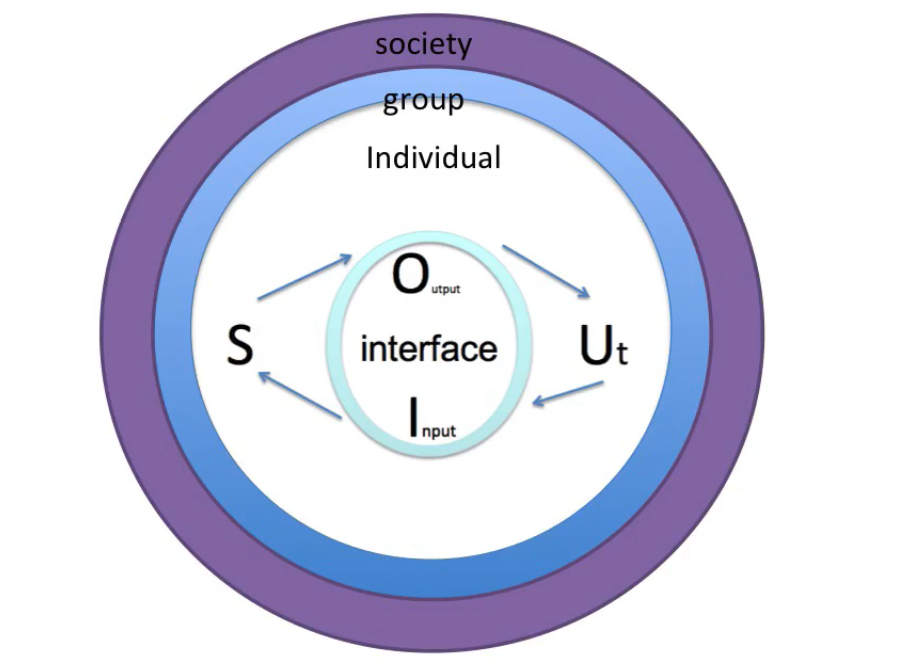 society
group
Individual
Output
S interface Ut
Input